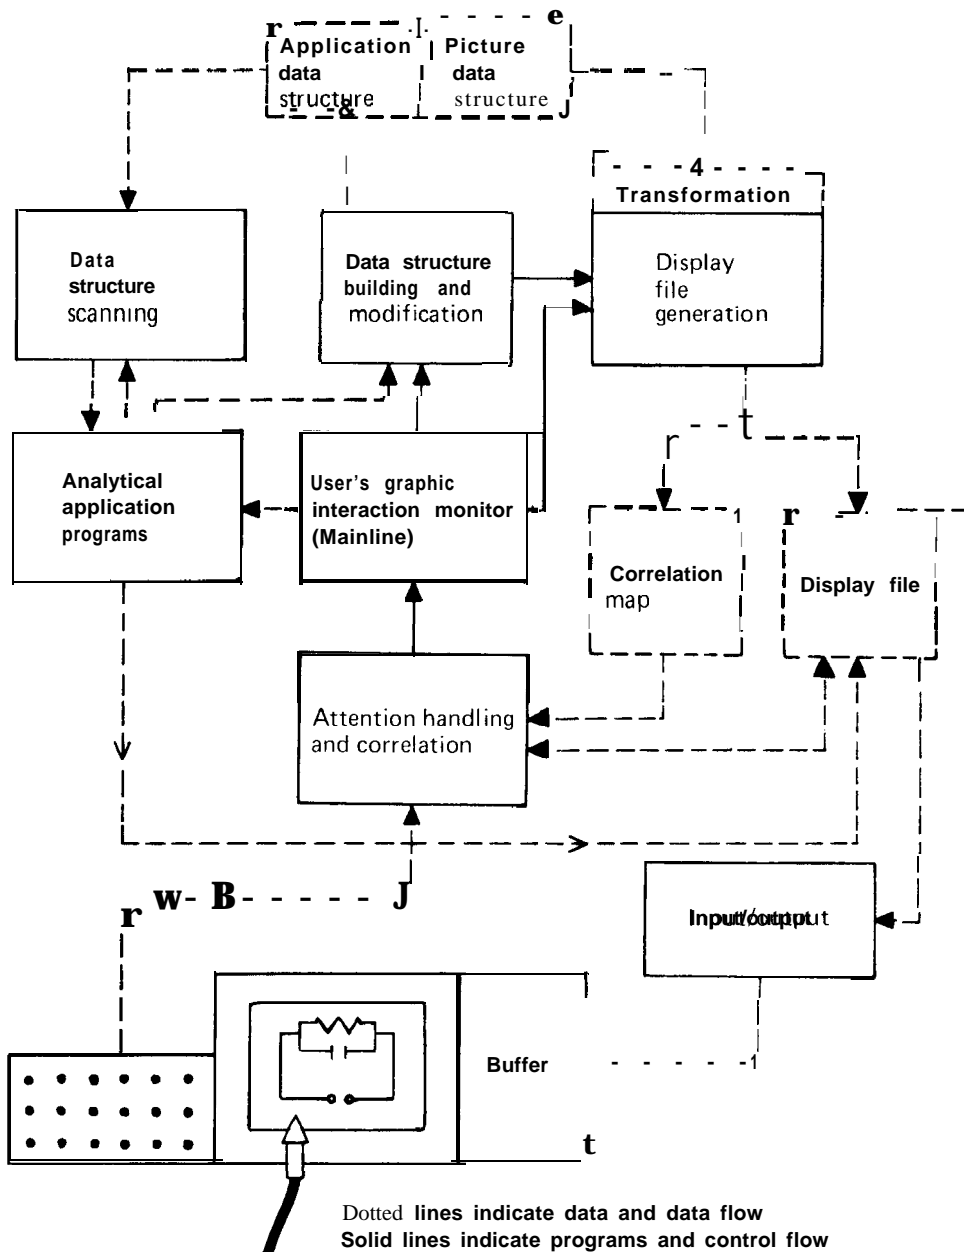 Application
data
structure
Picture
data
structure
Transformation
Data
structure
scanning
Data structure
building and
modification
Display
file
generation
Analytical
application
programs
User's graphic
interaction monitor
(Mainline)
Correlation
map
Display file
Attention handling
and correlation
Input/output
Buffer
Dotted lines indicate data and data flow
Solid lines indicate programs and control flow